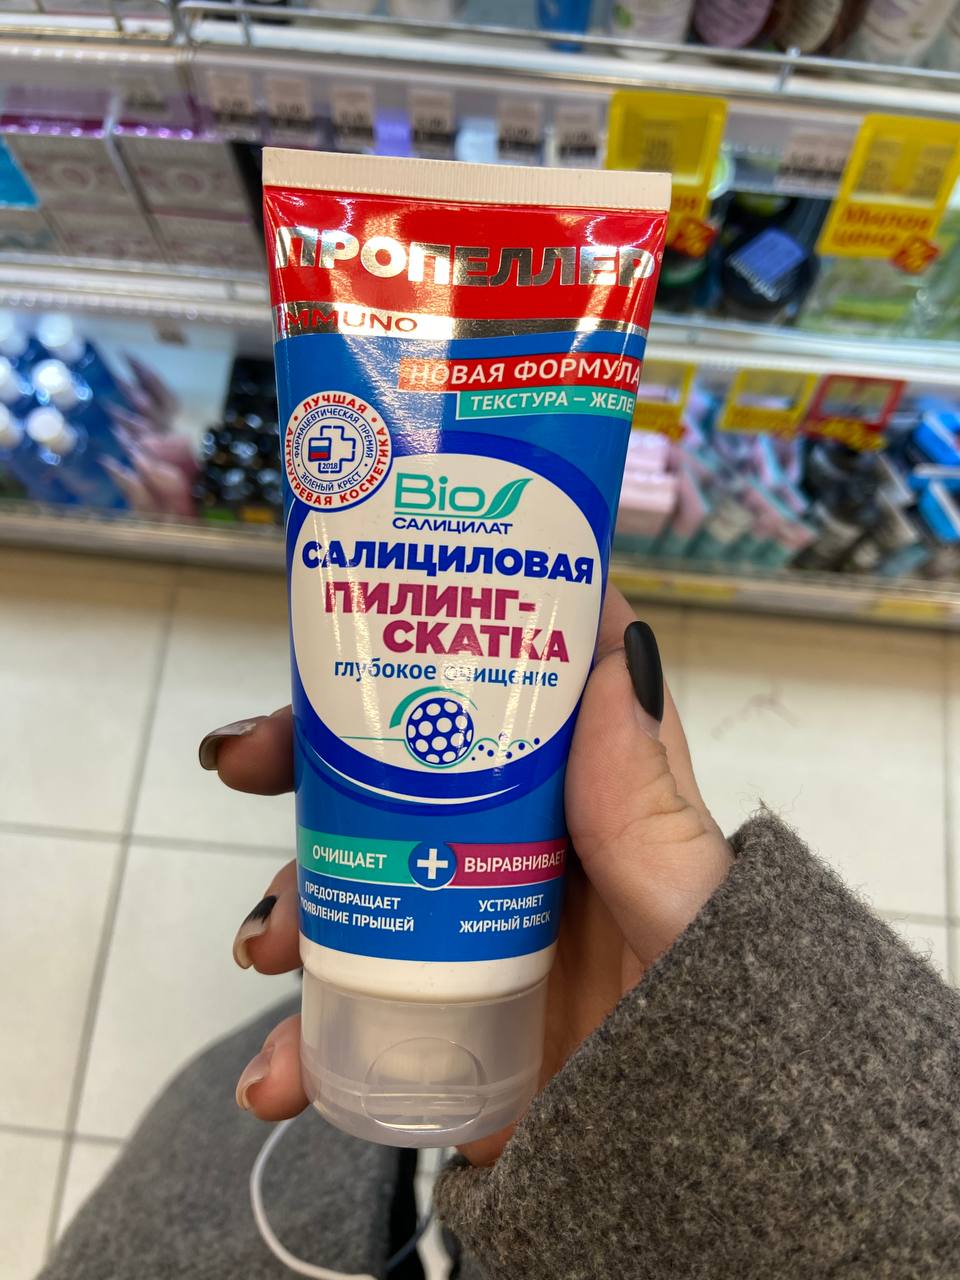 ПРОПЕЛЛЕР
IMMUNO
НОВАЯ ФОРМУЛА
ТЕКСТУРА – ЖЕЛЕ
ЛУЧШАЯ
АНТИУГРЕВАЯ КОСМЕТИКА
ФАРМАЦЕВТИЧЕСКАЯ ПРЕМИЯ
2018
ЗЕЛЕНЫЙ КРЕСТ
Bio
САЛИЦИЛАТ
САЛИЦИЛОВАЯ
ПИЛИНГ-
СКАТКА
глубокое очищение
ОЧИЩАЕТ + ВЫРАВНИВАЕТ
ПРЕДОТВРАЩАЕТ
ПОЯВЛЕНИЕ ПРЫЩЕЙ
УСТРАНЯЕТ
ЖИРНЫЙ БЛЕСК